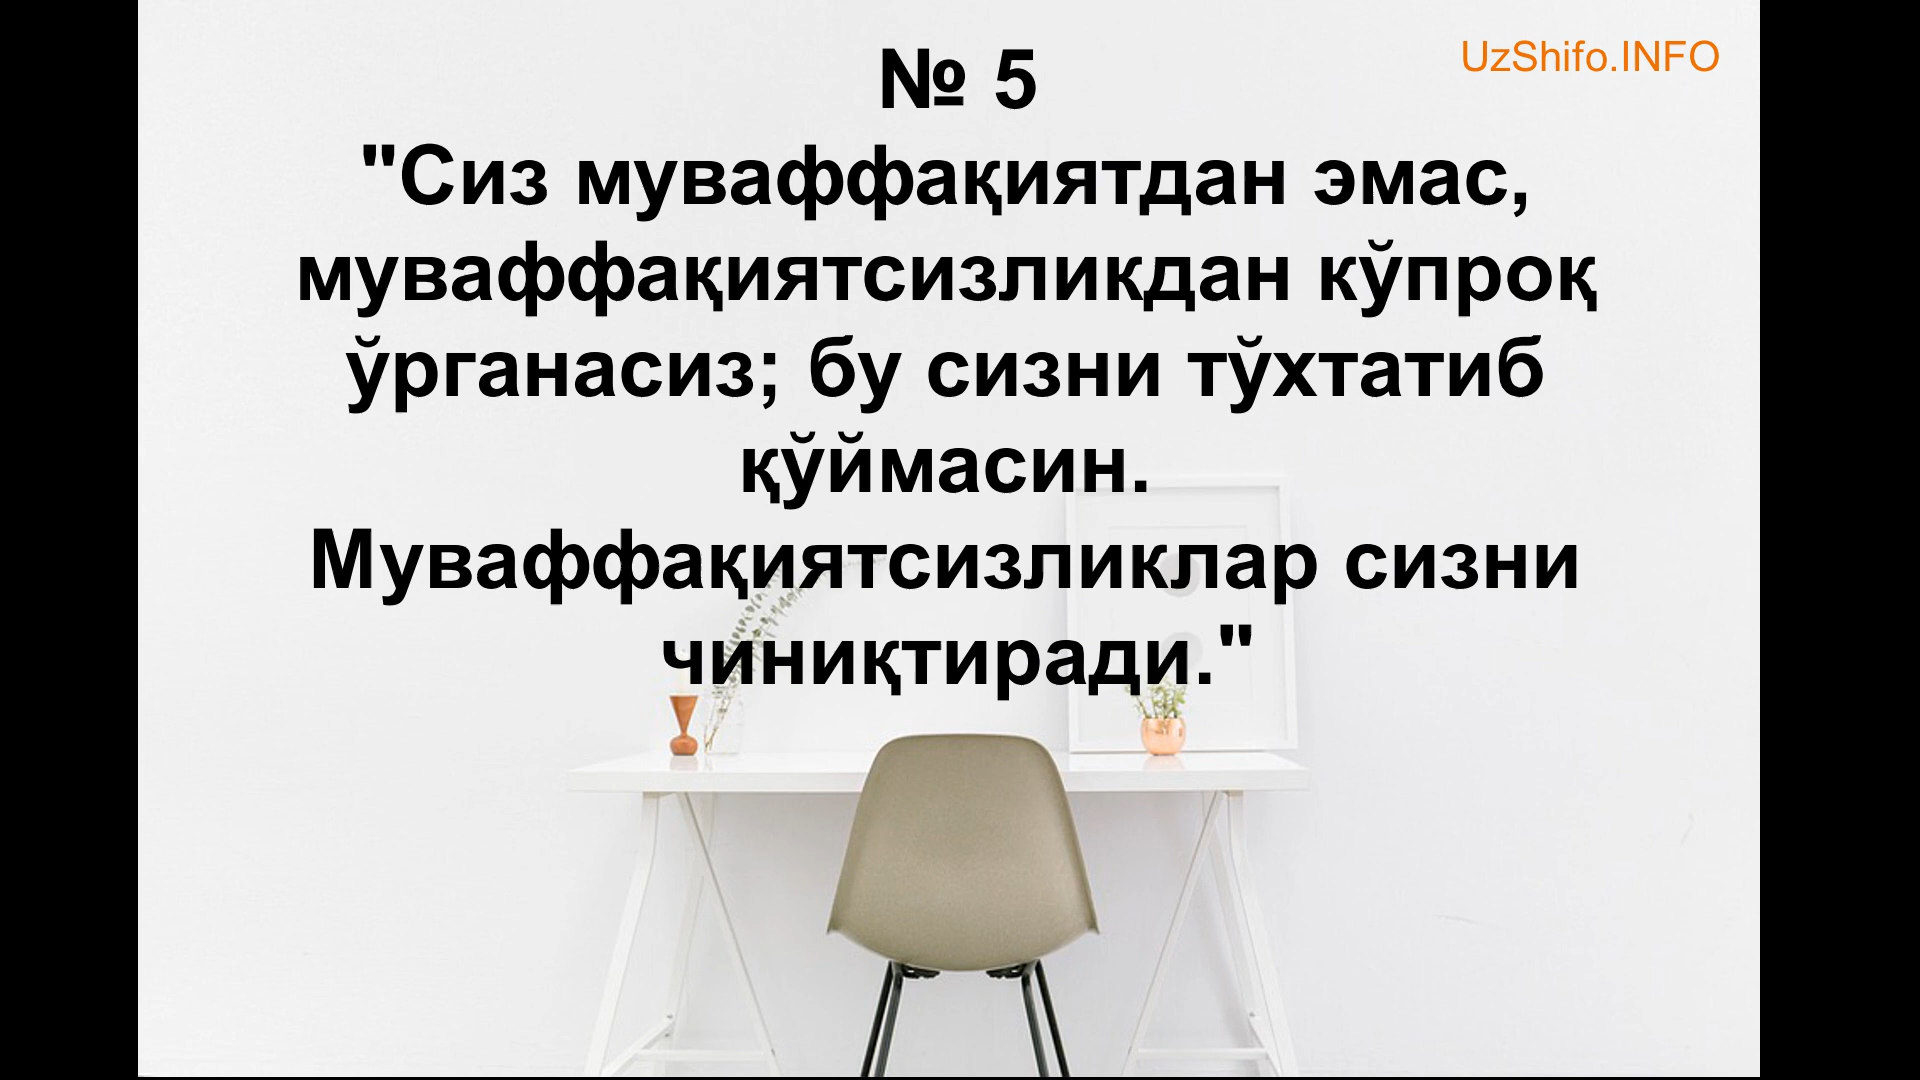 UzShifo.INFO
№ 5
"Сиз муваффақиятдан эмас,
муваффақиятсизликдан кўпроқ
ўрганасиз; бу сизни тўхтатиб
қўймасин.
Муваффақиятсизликлар сизни
чиниқтиради."